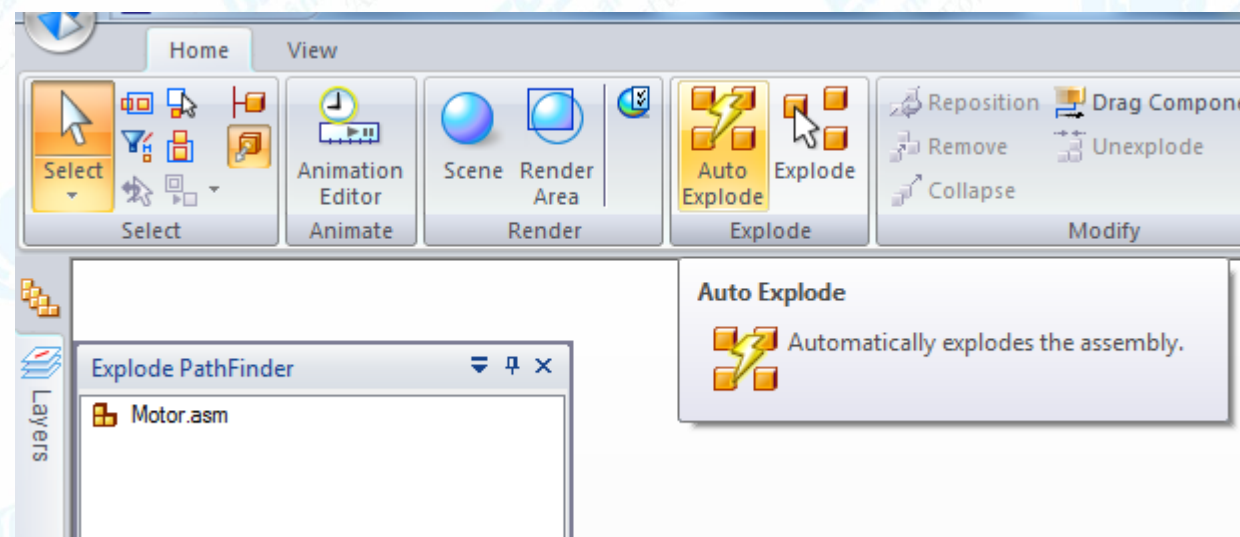 Home View
Select
Animation
Editor
Scene
Render
Area
Auto
Explode
Explode
Reposition
Remove
Collapse
Drag Compone
Unexplode
Select
Animate
Render
Explode
Modify
Auto Explode
Automatically explodes the assembly.
Explode PathFinder
Motor.asm
Layers